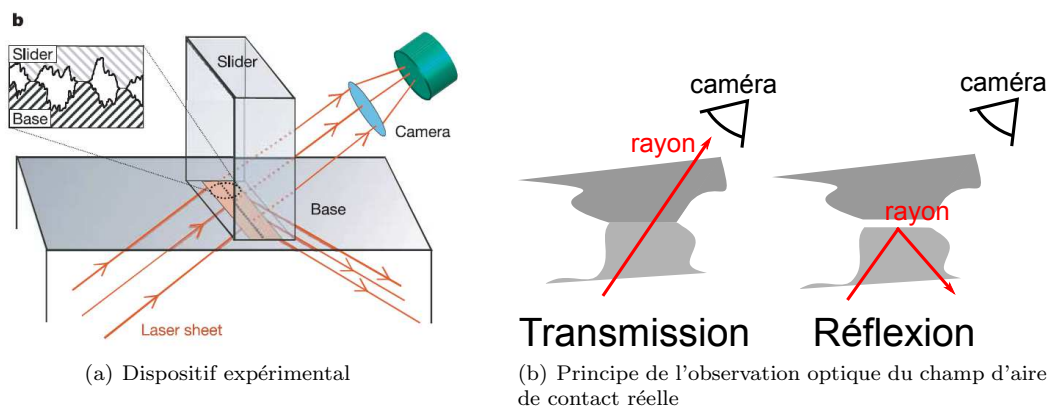 b
Slider
Base
Slider
Camera
Base
Laser sheet
(a) Dispositif expérimental
caméra
rayon
Transmission
caméra
rayon
Réflexion
(b) Principe de l'observation optique du champ d'aire
de contact réelle